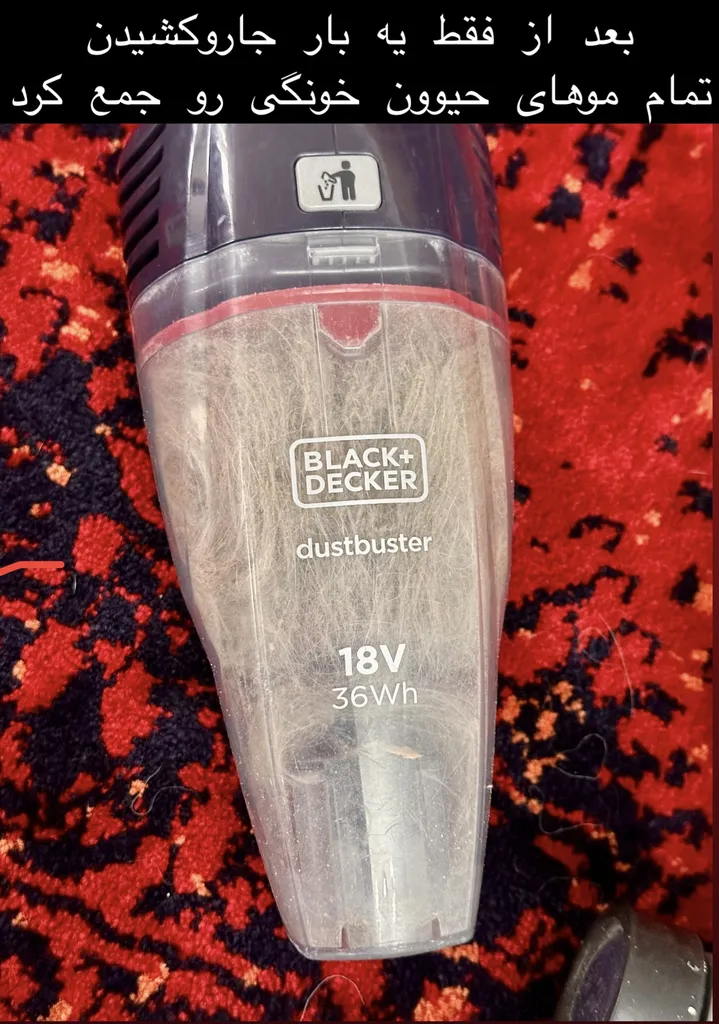 بعد از فقط یه بار جاروکشیدن
تمام موهای حیوون خونگی رو جمع کرد
BLACK+
DECKER
dustbuster
18V
36Wh